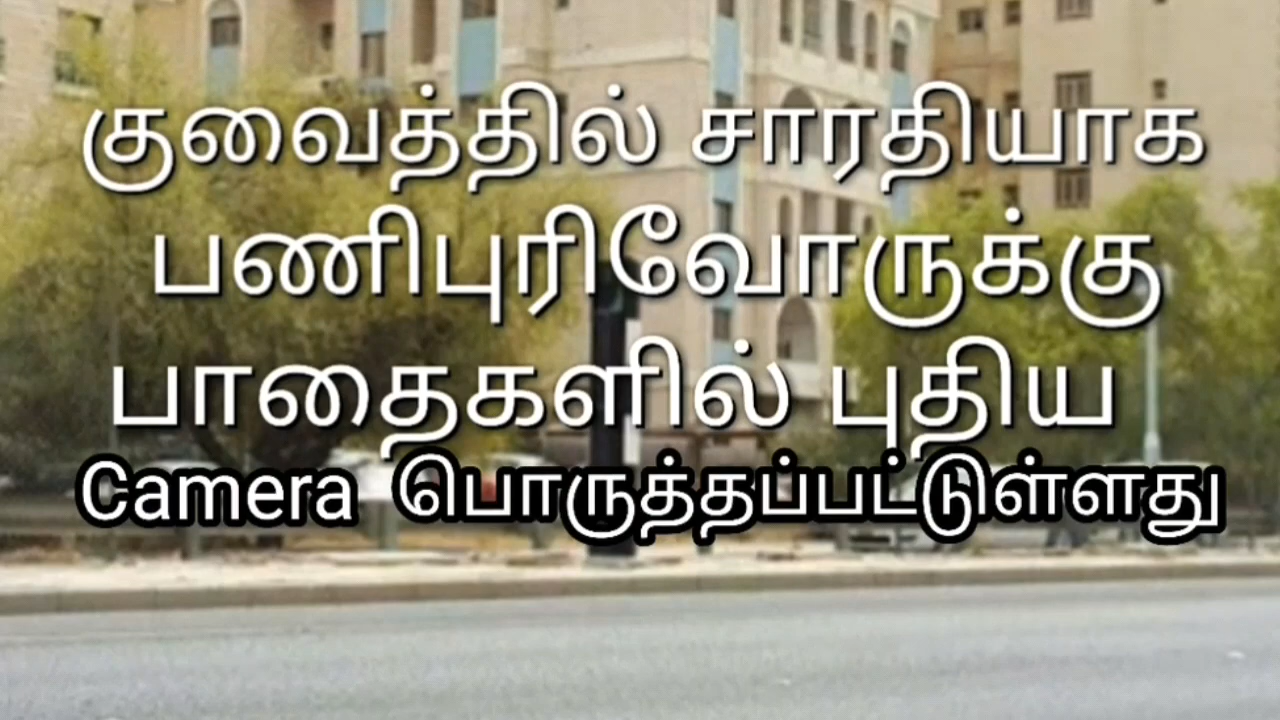 குவைத்தில் சாரதியாக
பணிபுரிவோருக்கு
பாதைகளில் புதிய
Camera பொருத்தப்பட்டுள்ளது